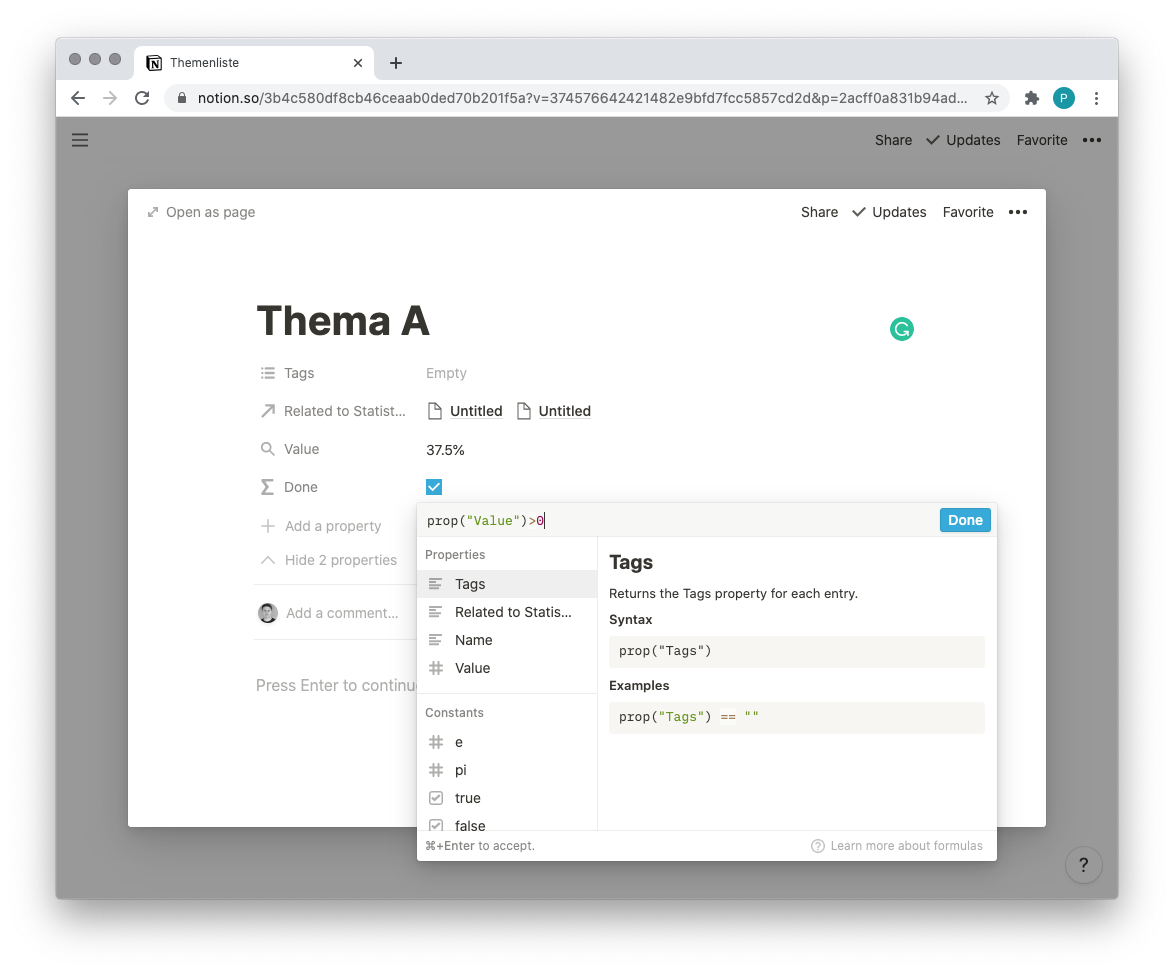 Themenliste
notion.so/3b4c580df8cb46ceaab0ded70b201f5a?v=374576642421482e9bfd7fcc5857cd2d&p=2acff0a831b94ad...
P
Share Updates Favorite
Open as page
Share Updates Favorite
Thema A
Tags Empty
Related to Statist... Untitled Untitled
Value 37.5%
Done
Add a property
Hide 2 properties
Add a comment...
Press Enter to continu
prop("Value")>0
Done
Properties
Tags
Related to Statis...
Name
Value
Constants
e
pi
true
false
Tags
Returns the Tags property for each entry.
Syntax
prop("Tags")
Examples
prop("Tags") == ""
⌘+Enter to accept.
? Learn more about formulas
?